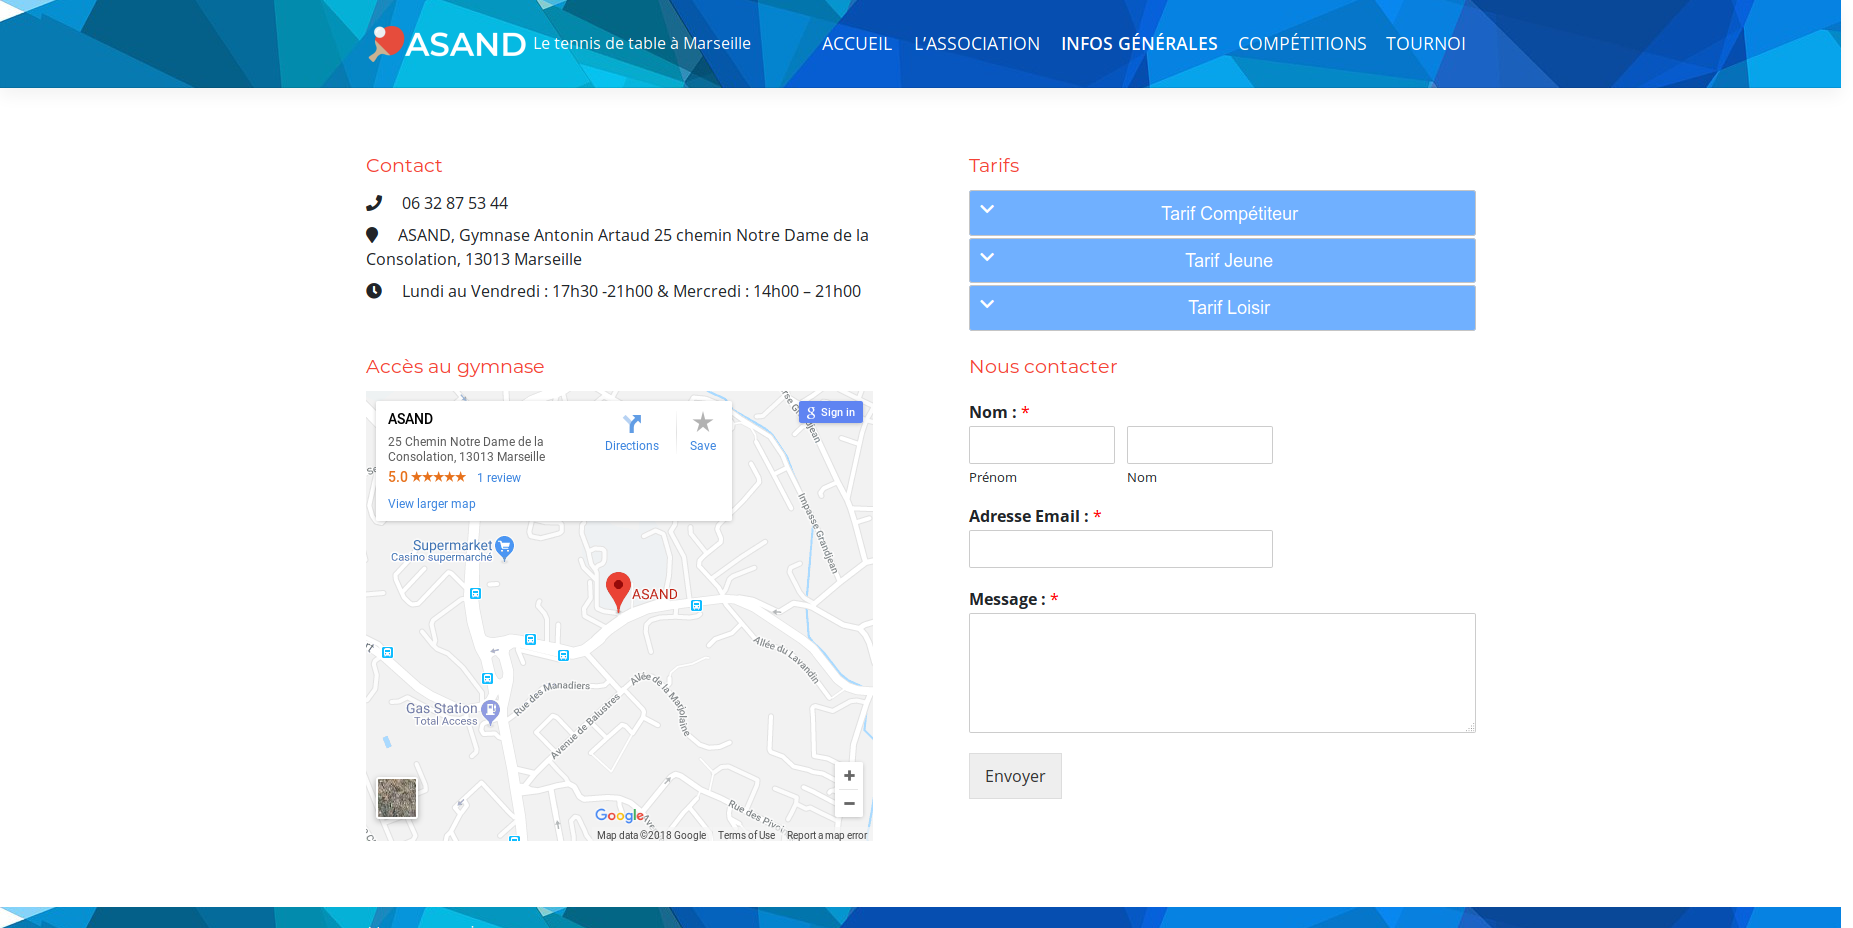 ASAND Le tennis de table à Marseille
ACCUEIL L'ASSOCIATION INFOS GÉNÉRALES COMPÉTITIONS TOURNOI
Contact
06 32 87 53 44
ASAND, Gymnase Antonin Artaud 25 chemin Notre Dame de la
Consolation, 13013 Marseille
Lundi au Vendredi : 17h30 -21h00 & Mercredi : 14h00 – 21h00
Tarifs
Tarif Compétiteur
Tarif Jeune
Tarif Loisir
Accès au gymnase
ASAND
25 Chemin Notre Dame de la
Consolation, 13013 Marseille
5.0 ★★★★★ 1 review
View larger map
Directions
Save
Sign in
Impasse Grandjean
Supermarket
Casino supermarché
ASAND
Allée du Lavandin
Rue des Manadiers
Allée de la Marjolaine
Avenue de Balustres
Gas Station
Total Access
Google
Map data ©2018 Google Terms of Use Report a map error
Nous contacter
Nom : *
Prénom
Nom
Adresse Email : *
Message : *
Envoyer